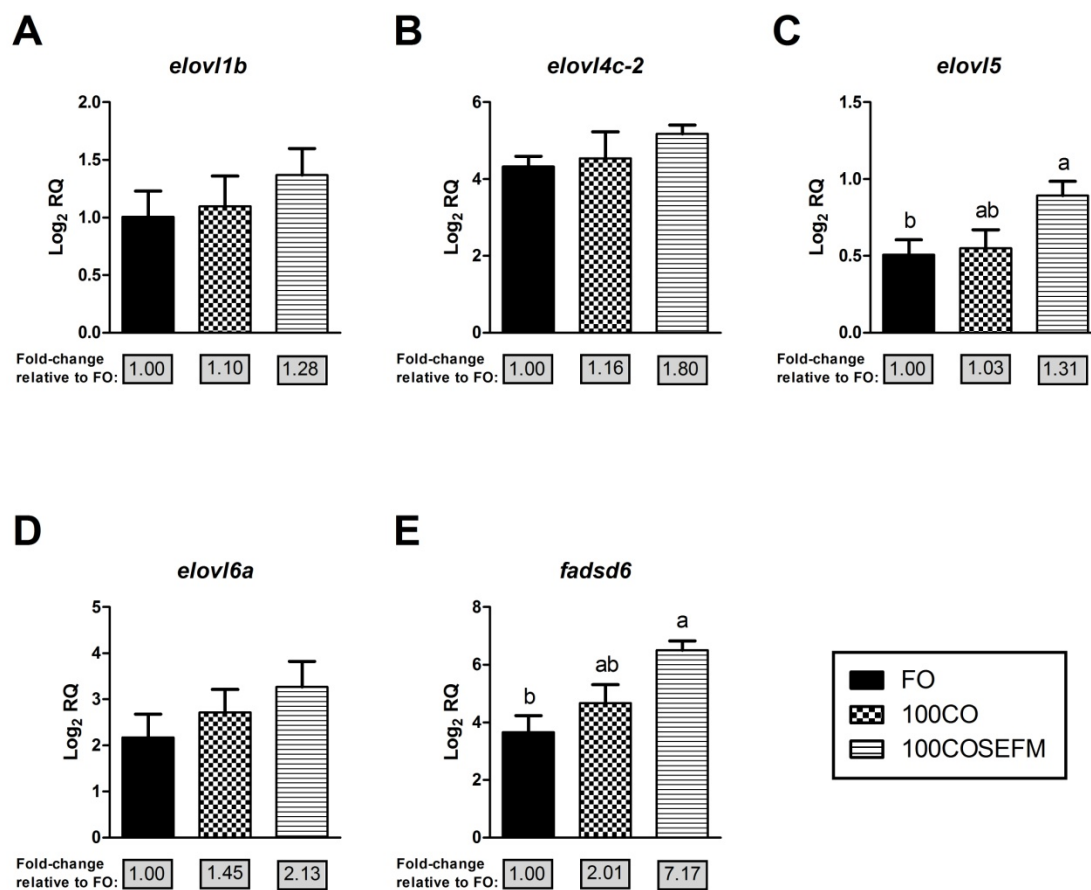 A
elovl1b
2.0
1.5
1.0
0.5
0.0
Log2 RQ
Fold-change
relative to FO: 1.00 1.10 1.28
B
elovl4c-2
6
4
2
0
Log2 RQ
Fold-change
relative to FO: 1.00 1.16 1.80
C
elovl5
1.5
1.0
0.5
0.0
Log2 RQ
b ab a
Fold-change
relative to FO: 1.00 1.03 1.31
D
elovl6a
5
4
3
2
1
0
Log2 RQ
Fold-change
relative to FO: 1.00 1.45 2.13
E
fadsd6
8
6
4
2
0
Log2 RQ
b ab a
Fold-change
relative to FO: 1.00 2.01 7.17
FO
100CO
100COSEFM